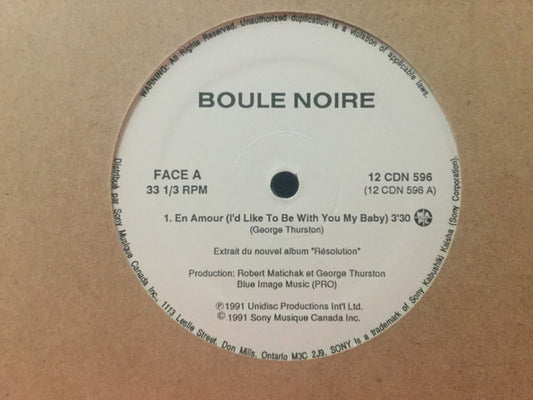 WARNING: All Rights Reserved. Unauthorized duplication is a violation of applicable laws.
BOULE NOIRE
FACE A
33 1/3 RPM
12 CDN 596
(12 CDN 596 A)
1. En Amour (I'd Like To Be With You My Baby) 3'30
(George Thurston)
Extrait du nouvel album "Résolution"
Production: Robert Matichak et George Thurston
Blue Image Music (PRO)
Ⓟ1991 Unidisc Productions Int'l Ltd.
© 1991 Sony Musique Canada Inc.
Distribué par Sony Musique Canada Inc., 1113 Leslie Street, Don Mills, Ontario M3C 2J9. SONY is a trademark of Sony Kabushiki Kaisha (Sony Corporation).